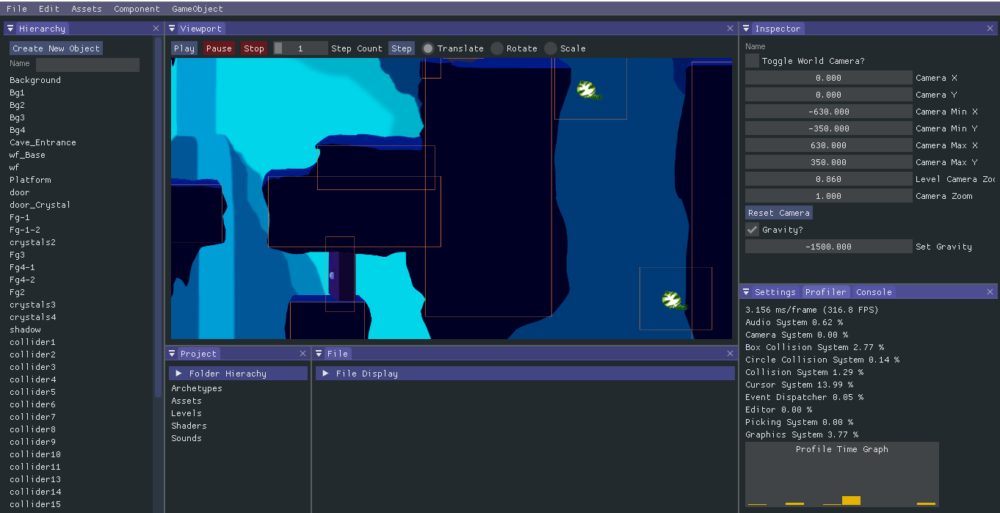 File Edit Assets Component GameObject
Hierarchy
Create New Object
Name
Background
Bg1
Bg2
Bg3
Bg4
Cave_Entrance
wf_Base
wf
Platform
door
door_Crystal
Fg-1
Fg-1-2
crystals2
Fg3
Fg4-1
Fg4-2
Fg2
crystals3
crystals4
shadow
collider1
collider2
collider3
collider4
collider5
collider6
collider7
collider8
collider9
collider10
collider11
collider13
collider14
collider15
Viewport
Play Pause Stop 1 Step Count Step Translate Rotate Scale
Project
Folder Hierachy
Archetypes
Assets
Levels
Shaders
Sounds
File
File Display
Inspector
Name
Toggle World Camera?
0.000 Camera X
0.000 Camera Y
-630.000 Camera Min X
-350.000 Camera Min Y
630.000 Camera Max X
350.000 Camera Max Y
0.860 Level Camera Zoo
1.000 Camera Zoom
Reset Camera
Gravity?
-1500.000 Set Gravity
Settings Profiler Console
3.156 ms/frame (316.8 FPS)
Audio System 0.62 %
Camera System 0.00 %
Box Collision System 2.77 %
Circle Collision System 0.14 %
Collision System 1.29 %
Cursor System 13.99 %
Event Dispatcher 0.05 %
Editor 0.00 %
Picking System 0.00 %
Graphics System 3.77 %
Profile Time Graph